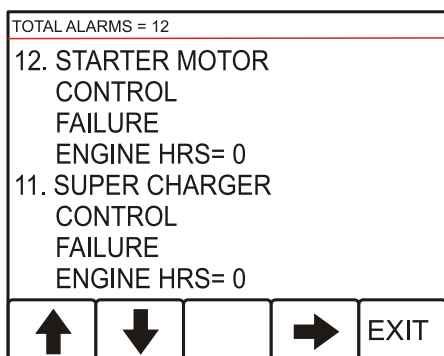 TOTAL ALARMS = 12
12. STARTER MOTOR
CONTROL
FAILURE
ENGINE HRS= 0
11. SUPER CHARGER
CONTROL
FAILURE
ENGINE HRS= 0
EXIT